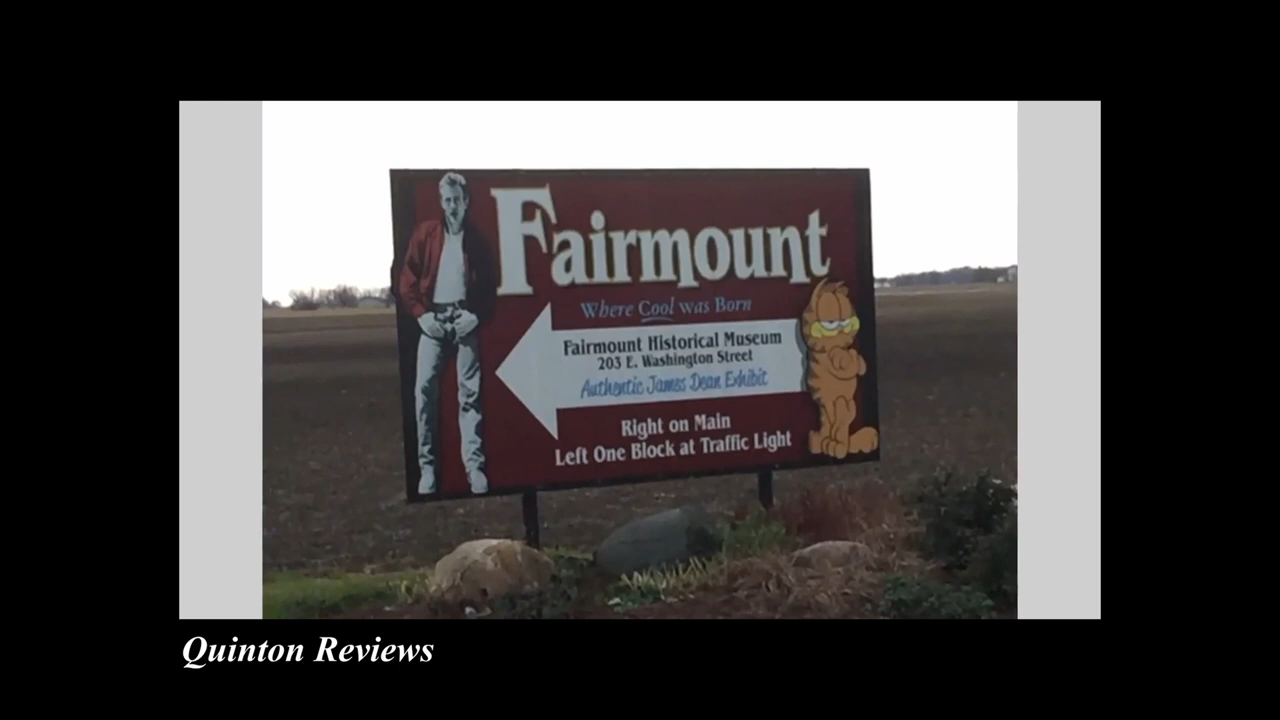 Fairmount
Where Cool was Born
Fairmount Historical Museum
203 E. Washington Street
Authentic James Dean Exhibit
Right on Main
Left One Block at Traffic Light
Quinton Reviews